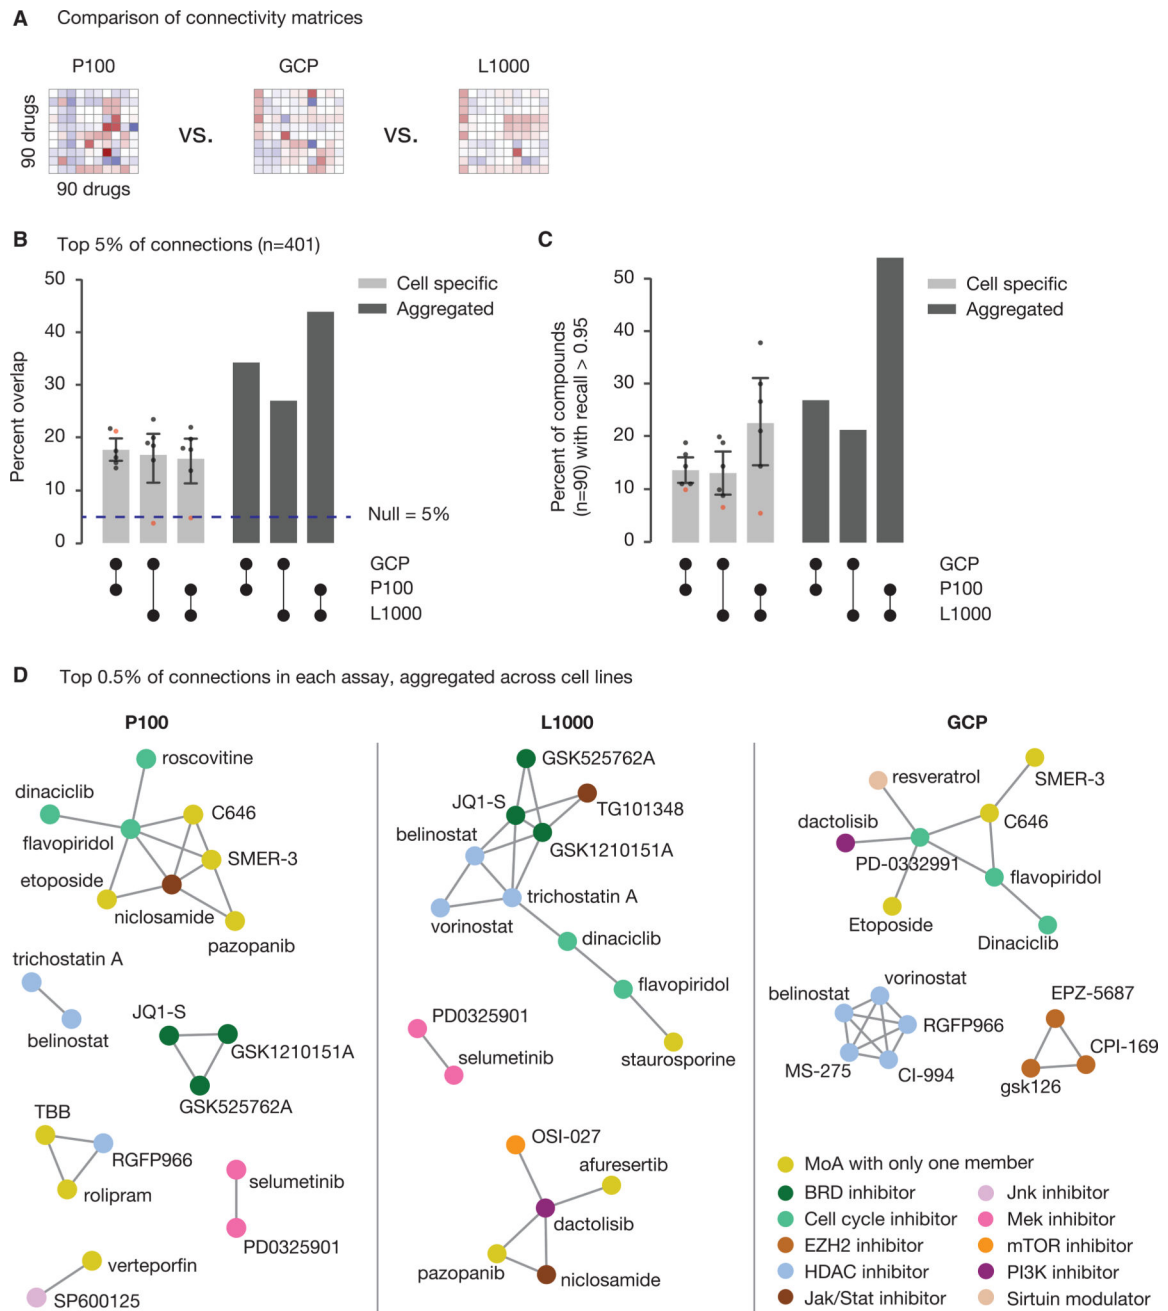 A Comparison of connectivity matrices
P100 GCP L1000
90 drugs
vs. vs.
90 drugs
B Top 5% of connections (n=401)
Percent overlap
50
40
30
20
10
0
Cell specific
Aggregated
Null = 5%
GCP
P100
L1000
C
Percent of compounds
(n=90) with recall > 0.95
50
40
30
20
10
0
Cell specific
Aggregated
GCP
P100
L1000
D Top 0.5% of connections in each assay, aggregated across cell lines
P100
roscovitine
dinaciclib
C646
flavopiridol
SMER-3
etoposide
niclosamide
pazopanib
trichostatin A
belinostat
JQ1-S
GSK1210151A
GSK525762A
TBB
RGFP966
rolipram
selumetinib
PD0325901
verteporfin
SP600125
L1000
GSK525762A
JQ1-S
TG101348
belinostat
GSK1210151A
trichostatin A
vorinostat
dinaciclib
flavopiridol
staurosporine
PD0325901
selumetinib
OSI-027
afuresertib
dactolisib
pazopanib
niclosamide
GCP
resveratrol
SMER-3
dactolisib
C646
PD-0332991
flavopiridol
Etoposide
Dinaciclib
vorinostat
belinostat
RGFP966
MS-275
CI-994
EPZ-5687
CPI-169
gsk126
MoA with only one member
BRD inhibitor
Cell cycle inhibitor
EZH2 inhibitor
HDAC inhibitor
Jak/Stat inhibitor
Jnk inhibitor
Mek inhibitor
mTOR inhibitor
PI3K inhibitor
Sirtuin modulator